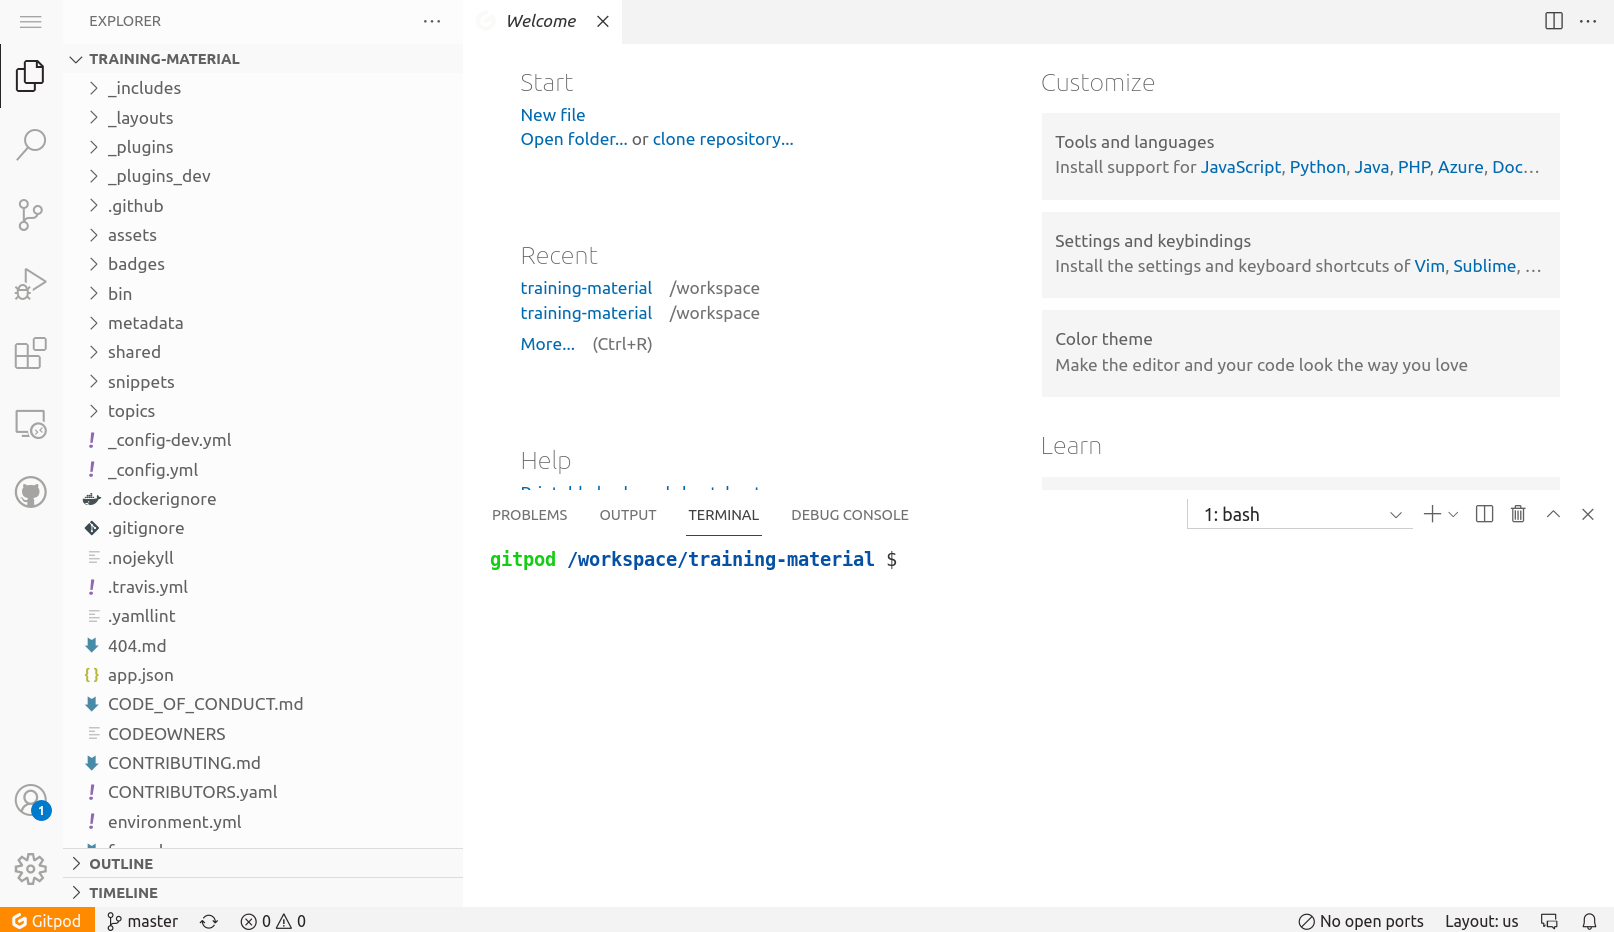 EXPLORER
TRAINING-MATERIAL
_includes
_layouts
_plugins
_plugins_dev
.github
assets
badges
bin
metadata
shared
snippets
topics
_config-dev.yml
_config.yml
.dockerignore
.gitignore
.nojekyll
.travis.yml
.yamllint
404.md
app.json
CODE_OF_CONDUCT.md
CODEOWNERS
CONTRIBUTING.md
CONTRIBUTORS.yaml
environment.yml
1
OUTLINE
TIMELINE
Welcome
Start
New file
Open folder... or clone repository...
Recent
training-material /workspace
training-material /workspace
More... (Ctrl+R)
Help
Customize
Tools and languages
Install support for JavaScript, Python, Java, PHP, Azure, Doc...
Settings and keybindings
Install the settings and keyboard shortcuts of Vim, Sublime, ...
Color theme
Make the editor and your code look the way you love
Learn
PROBLEMS OUTPUT TERMINAL DEBUG CONSOLE 1: bash
gitpod /workspace/training-material $
Gitpod master 0 0 No open ports Layout: us